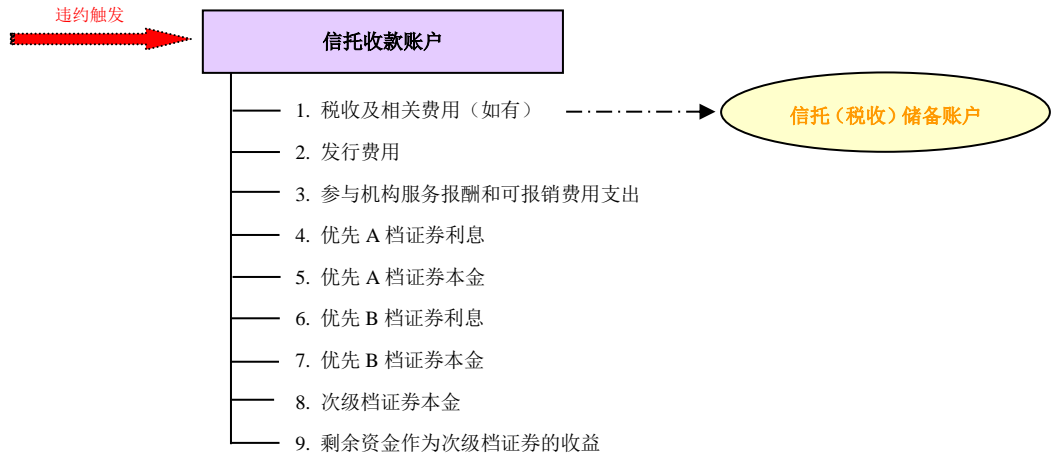 违约触发
信托收款账户
1. 税收及相关费用（如有）
信托（税收）储备账户
2. 发行费用
3. 参与机构服务报酬和可报销费用支出
4. 优先 A 档证券利息
5. 优先 A 档证券本金
6. 优先 B 档证券利息
7. 优先 B 档证券本金
8. 次级档证券本金
9. 剩余资金作为次级档证券的收益